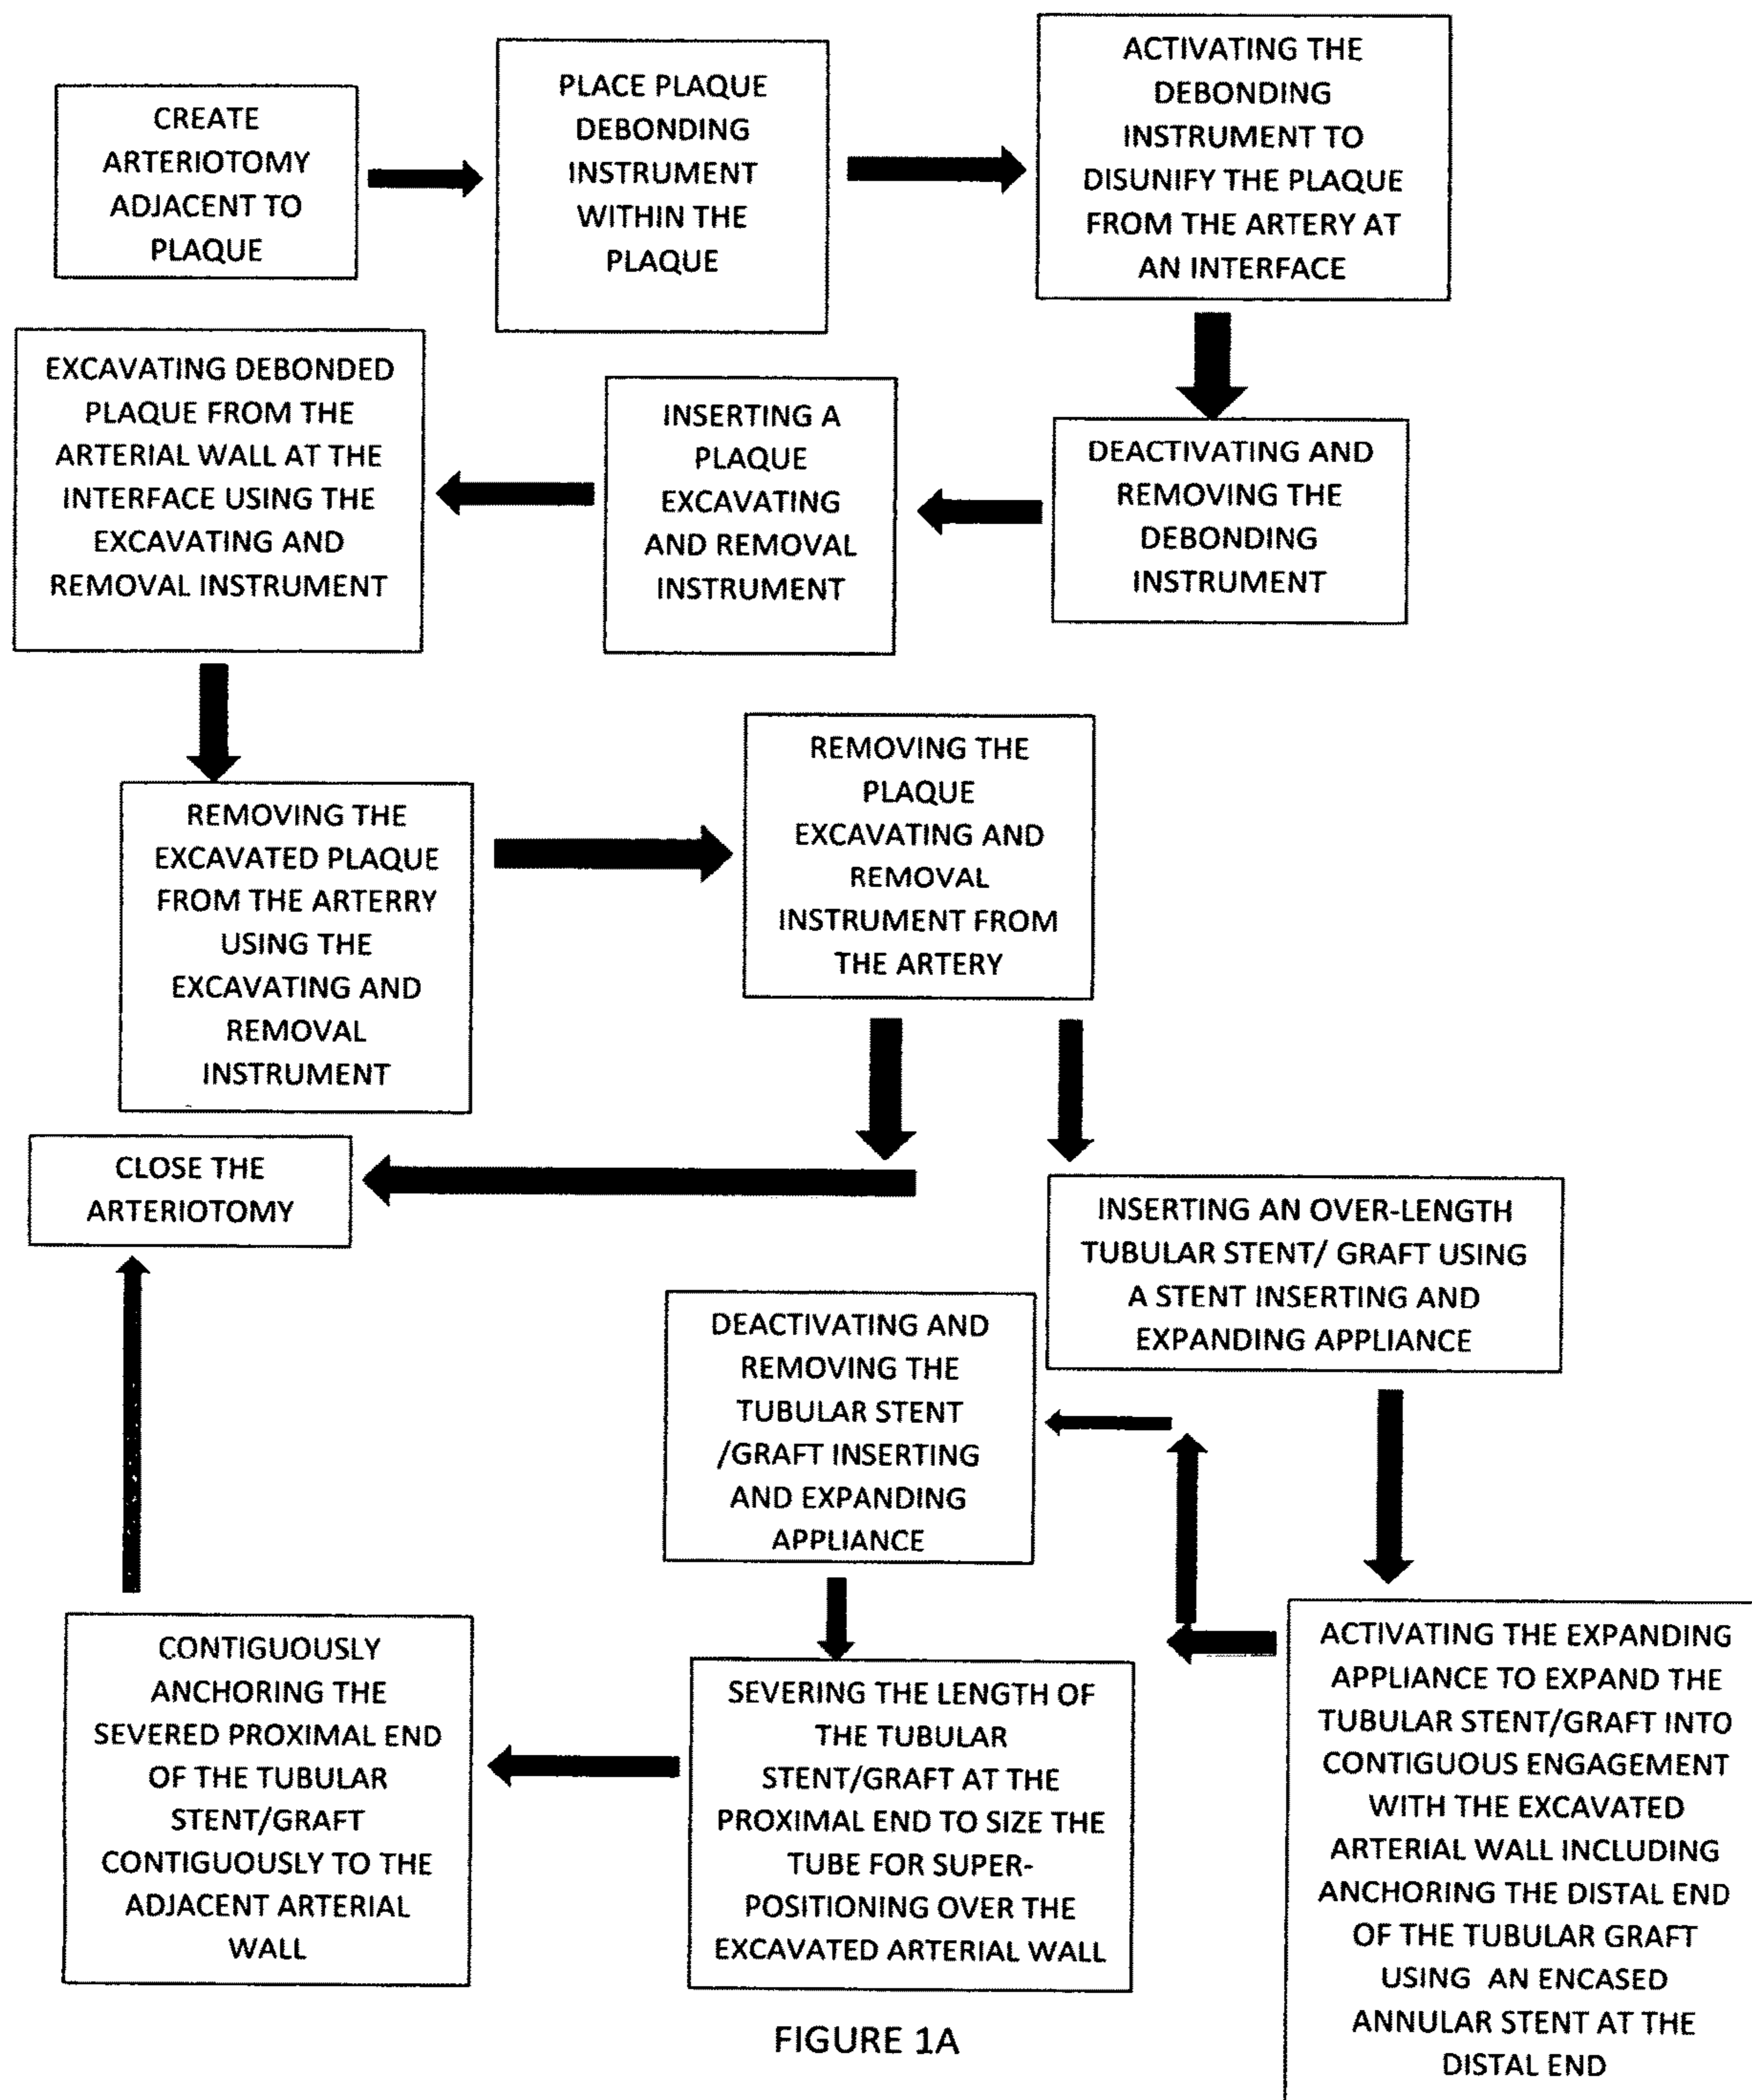 CREATE
ARTERIOTOMY
ADJACENT TO
PLAQUE
PLACE PLAQUE
DEBONDING
INSTRUMENT
WITHIN THE
PLAQUE
ACTIVATING THE
DEBONDING
INSTRUMENT TO
DISUNIFY THE PLAQUE
FROM THE ARTERY AT
AN INTERFACE
DEACTIVATING AND
REMOVING THE
DEBONDING
INSTRUMENT
INSERTING A
PLAQUE
EXCAVATING
AND REMOVAL
INSTRUMENT
EXCAVATING DEBONDED
PLAQUE FROM THE
ARTERIAL WALL AT THE
INTERFACE USING THE
EXCAVATING AND
REMOVAL INSTRUMENT
REMOVING THE
EXCAVATED PLAQUE
FROM THE ARTERRY
USING THE
EXCAVATING AND
REMOVAL
INSTRUMENT
REMOVING THE
PLAQUE
EXCAVATING AND
REMOVAL
INSTRUMENT FROM
THE ARTERY
CLOSE THE
ARTERIOTOMY
INSERTING AN OVER-LENGTH
TUBULAR STENT/ GRAFT USING
A STENT INSERTING AND
EXPANDING APPLIANCE
ACTIVATING THE EXPANDING
APPLIANCE TO EXPAND THE
TUBULAR STENT/GRAFT INTO
CONTIGUOUS ENGAGEMENT
WITH THE EXCAVATED
ARTERIAL WALL INCLUDING
ANCHORING THE DISTAL END
OF THE TUBULAR GRAFT
USING AN ENCASED
ANNULAR STENT AT THE
DISTAL END
DEACTIVATING AND
REMOVING THE
TUBULAR STENT
/GRAFT INSERTING
AND EXPANDING
APPLIANCE
SEVERING THE LENGTH OF
THE TUBULAR
STENT/GRAFT AT THE
PROXIMAL END TO SIZE THE
TUBE FOR SUPER-
POSITIONING OVER THE
EXCAVATED ARTERIAL WALL
CONTIGUOUSLY
ANCHORING THE
SEVERED PROXIMAL END
OF THE TUBULAR
STENT/GRAFT
CONTIGUOUSLY TO THE
ADJACENT ARTERIAL
WALL
FIGURE 1A